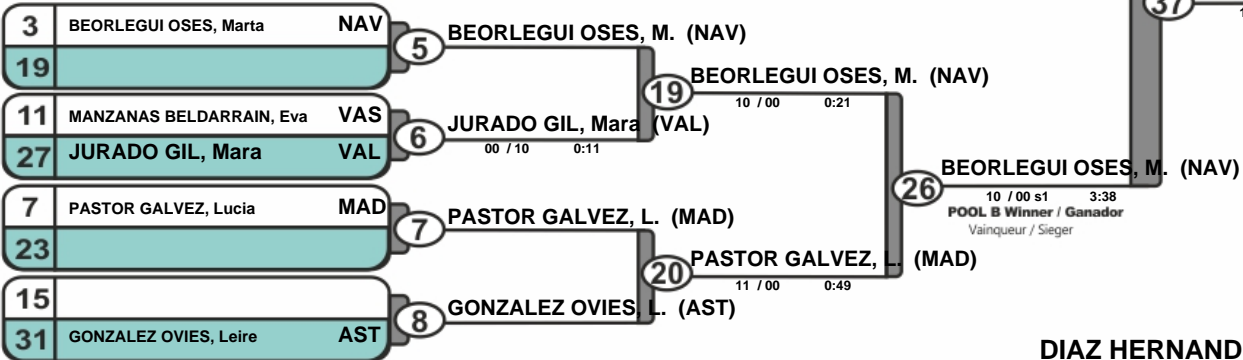 37
3 BEORLEGUI OSES, Marta NAV
19
5 BEORLEGUI OSES, M. (NAV)
19 BEORLEGUI OSES, M. (NAV)
10 / 00 0:21
11 MANZANAS BELDARRAIN, Eva VAS
27 JURADO GIL, Mara VAL
6 JURADO GIL, Mara (VAL)
00 / 10 0:11
26 BEORLEGUI OSES, M. (NAV)
10 / 00 s1 3:38
POOL B Winner / Ganador
Vainqueur / Sieger
7 PASTOR GALVEZ, Lucia MAD
23
7 PASTOR GALVEZ, L. (MAD)
20 PASTOR GALVEZ, L. (MAD)
11 / 00 0:49
15
31 GONZALEZ OVIES, Leire AST
8 GONZALEZ OVIES, L. (AST)
DIAZ HERNAND